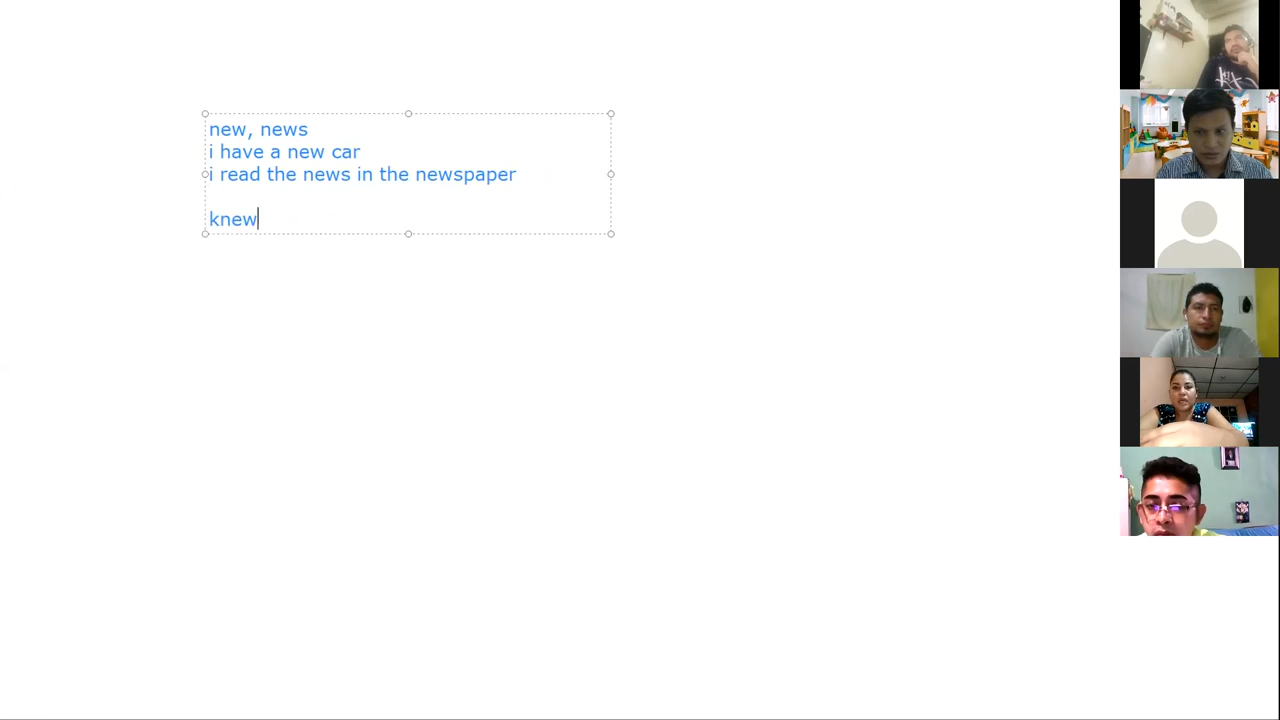 new, news
i have a new car
i read the news in the newspaper
knew